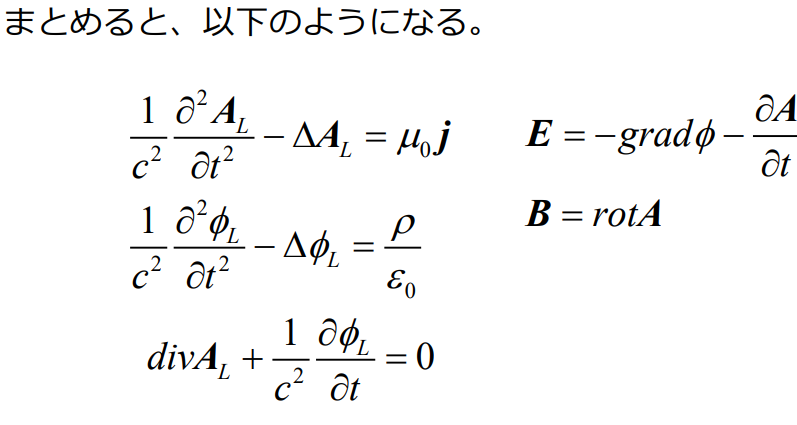 まとめると、以下のようになる。
1/c² ∂²A_L/∂t² − ΔA_L = μ₀j
1/c² ∂²ϕ_L/∂t² − Δϕ_L = ρ/ε₀
divA_L + 1/c² ∂ϕ_L/∂t = 0
E = −gradϕ − ∂A/∂t
B = rotA